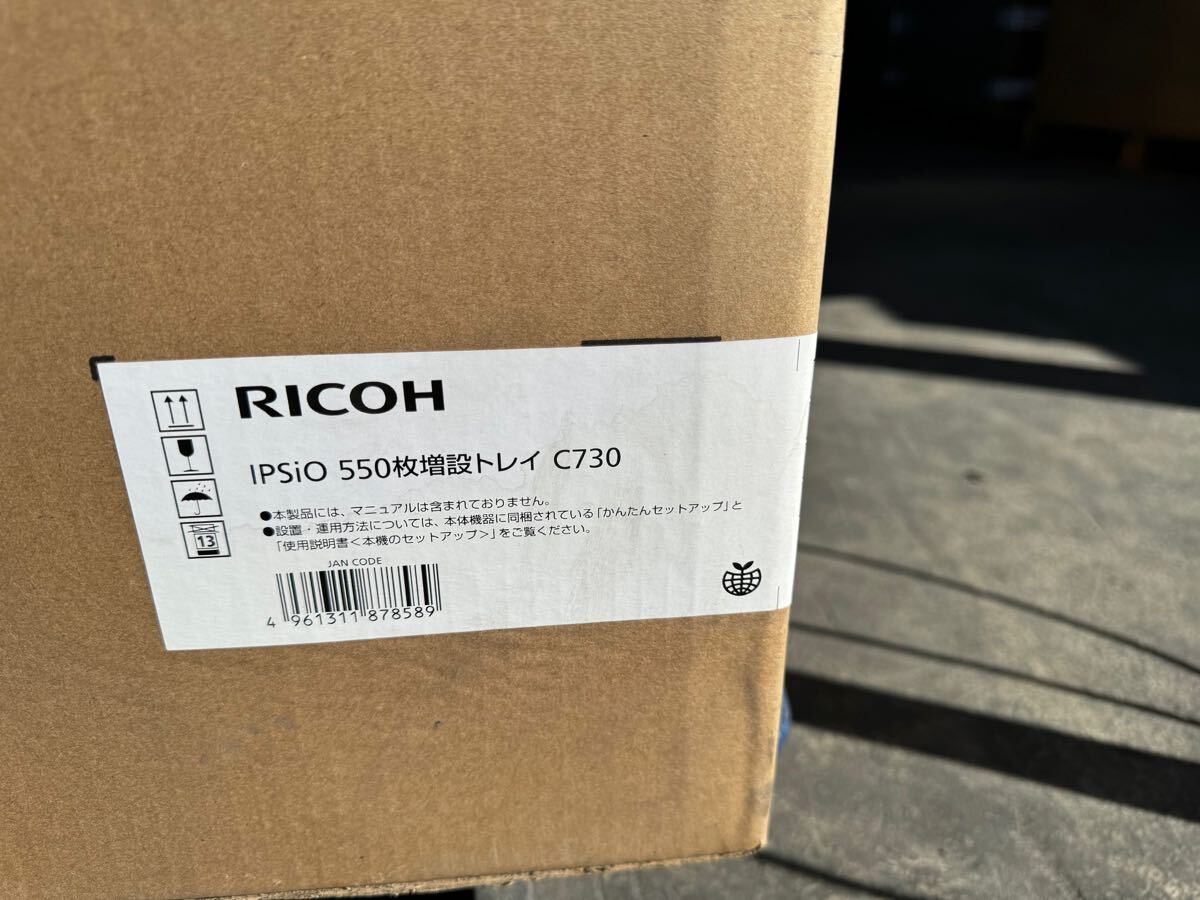 RICOH
IPSiO 550枚増設トレイ C730
●本製品には、マニュアルは含まれておりません。
●設置・運用方法については、本体機器に同梱されている「かんたんセットアップ」と
「使用説明書<本機のセットアップ>」をご覧ください。
13
JAN CODE
4 961311 878589